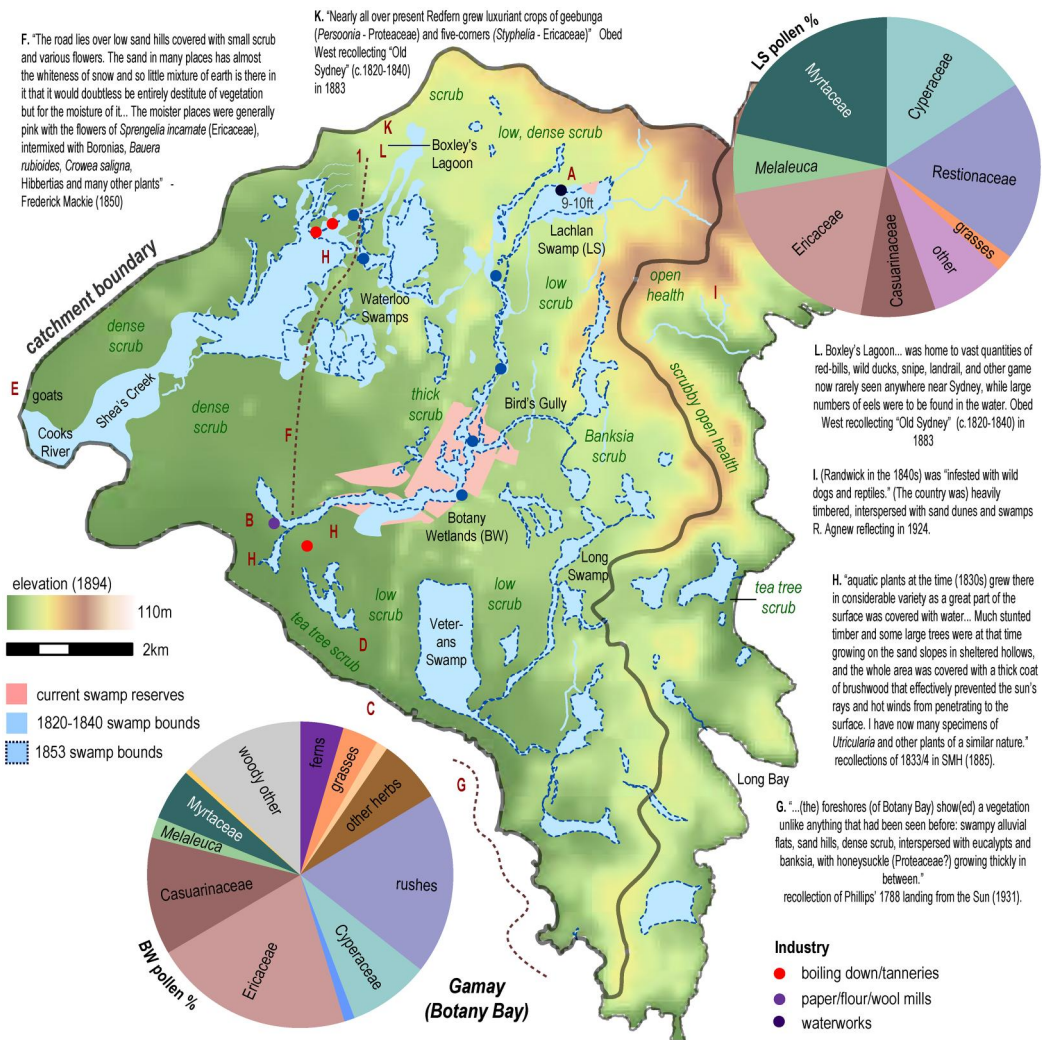 F. “The road lies over low sand hills covered with small scrub
and various flowers. The sand in many places has almost
the whiteness of snow and so little mixture of earth is there in
it that it would doubtless be entirely destitute of vegetation
but for the moisture of it... The moister places were generally
pink with the flowers of Sprengelia incarnate (Ericaceae),
intermixed with Boronias, Bauera
rubioides, Crowea saligna,
Hibbertias and many other plants” -
Frederick Mackie (1850)
K. “Nearly all over present Redfern grew luxuriant crops of geebunga
(Persoonia - Proteaceae) and five-corners (Styphelia - Ericaceae)” Obed
West recollecting “Old
Sydney” (c.1820-1840)
in 1883
LS pollen %
Myrtaceae
Cyperaceae
Restionaceae
grasses
other
Casuarinaceae
Ericaceae
Melaleuca
scrub
low, dense scrub
K
1
L
Boxley's
Lagoon
A
9-10ft
Lachlan
Swamp (LS)
H
low
scrub
open
health
I
catchment boundary
Waterloo
Swamps
dense
scrub
E
goats
Shea's Creek
Cooks
River
dense
scrub
F
thick
scrub
Bird's Gully
Banksia
scrub
scrubby open health
B
H
H
Botany
Wetlands (BW)
Long
Swamp
tea tree
scrub
low
scrub
low
scrub
Veter-
ans
Swamp
tea tree scrub
D
C
G
Long Bay
Gamay
(Botany Bay)
L. Boxley's Lagoon... was home to vast quantities of
red-bills, wild ducks, snipe, landrail, and other game
now rarely seen anywhere near Sydney, while large
numbers of eels were to be found in the water. Obed
West recollecting “Old Sydney” (c.1820-1840) in
1883
I. (Randwick in the 1840s) was “infested with wild
dogs and reptiles.” (The country was) heavily
timbered, interspersed with sand dunes and swamps
R. Agnew reflecting in 1924.
H. “aquatic plants at the time (1830s) grew there
in considerable variety as a great part of the
surface was covered with water... Much stunted
timber and some large trees were at that time
growing on the sand slopes in sheltered hollows,
and the whole area was covered with a thick coat
of brushwood that effectively prevented the sun's
rays and hot winds from penetrating to the
surface. I have now many specimens of
Utricularia and other plants of a similar nature.”
recollections of 1833/4 in SMH (1885).
G. “...(the) foreshores (of Botany Bay) show(ed) a vegetation
unlike anything that had been seen before: swampy alluvial
flats, sand hills, dense scrub, interspersed with eucalypts and
banksia, with honeysuckle (Proteaceae?) growing thickly in
between.”
recollection of Phillips' 1788 landing from the Sun (1931).
elevation (1894)
110m
2km
current swamp reserves
1820-1840 swamp bounds
1853 swamp bounds
BW pollen %
woody other
ferns
grasses
other herbs
rushes
Cyperaceae
Ericaceae
Casuarinaceae
Melaleuca
Myrtaceae
Industry
boiling down/tanneries
paper/flour/wool mills
waterworks